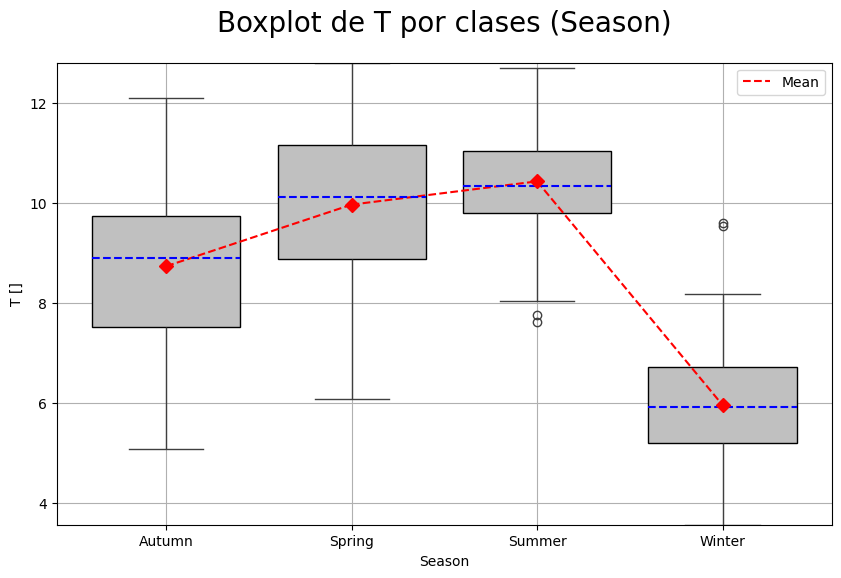 Boxplot de T por clases (Season)
Mean
12
10
8
6
4
T []
Autumn Spring Summer Winter
Season